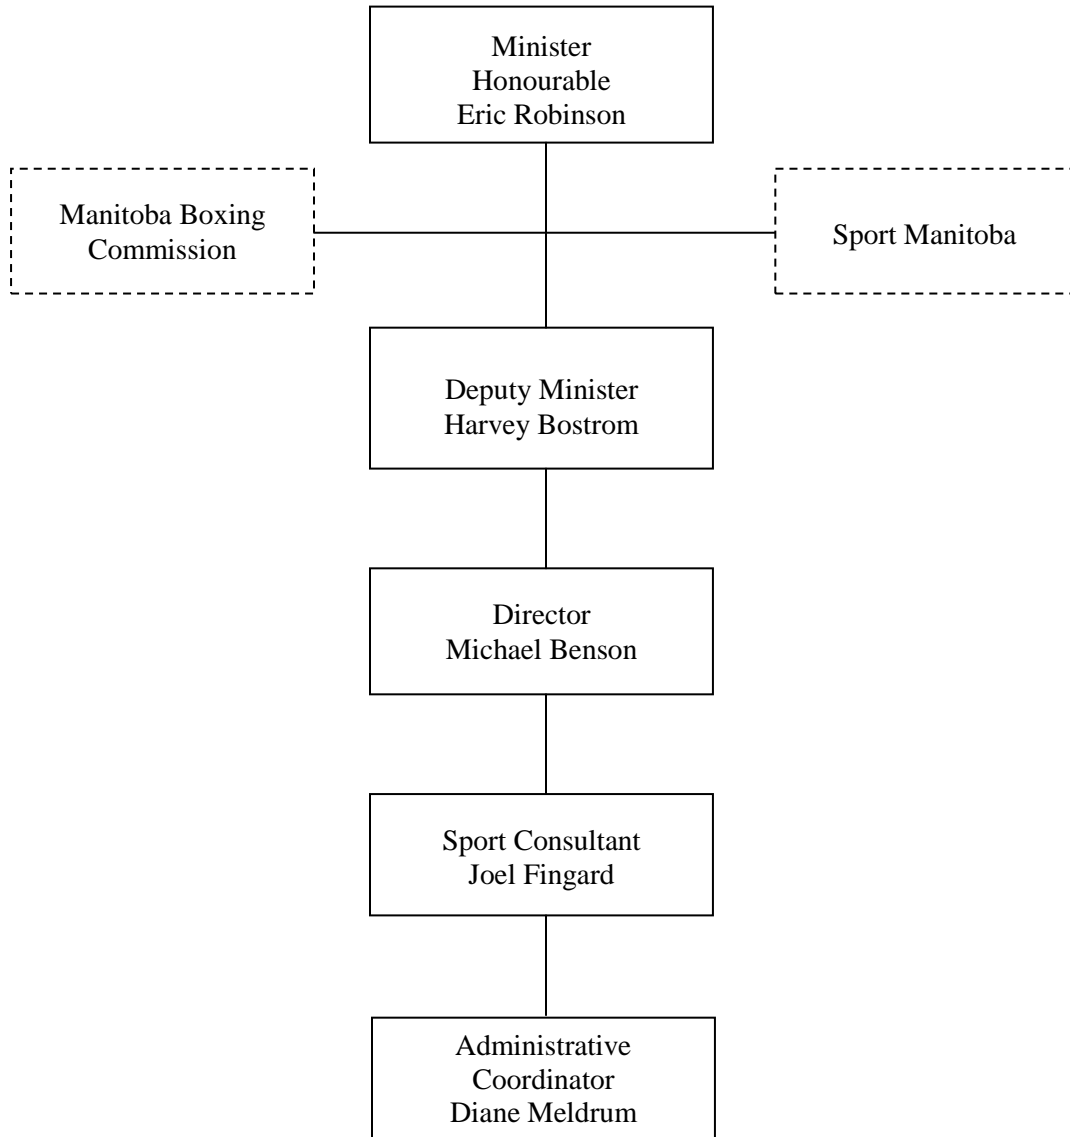 Minister
Honourable
Eric Robinson
Manitoba Boxing
Commission
Sport Manitoba
Deputy Minister
Harvey Bostrom
Director
Michael Benson
Sport Consultant
Joel Fingard
Administrative
Coordinator
Diane Meldrum